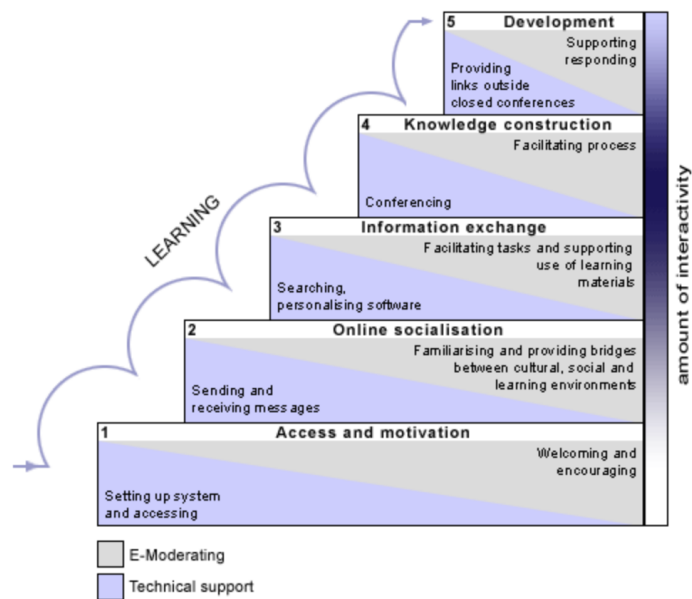 5 Development
Supporting
responding
Providing
links outside
closed conferences
4 Knowledge construction
Facilitating process
Conferencing
3 Information exchange
Facilitating tasks and supporting
use of learning
materials
Searching,
personalising software
2 Online socialisation
Familiarising and providing bridges
between cultural, social and
learning environments
Sending and
receiving messages
1 Access and motivation
Welcoming and
encouraging
Setting up system
and accessing
LEARNING
amount of interactivity
E-Moderating
Technical support